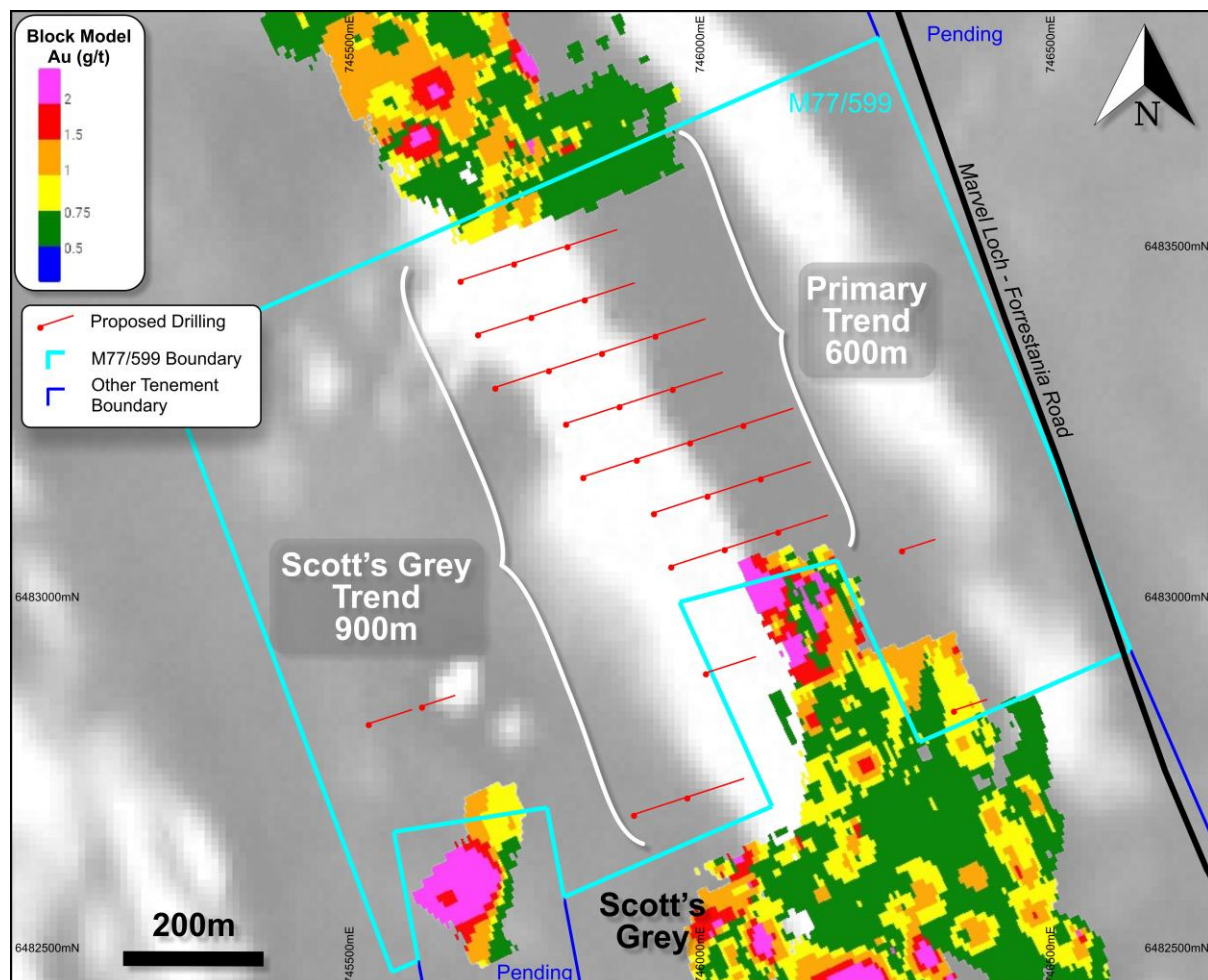 Block Model
Au (g/t)
2
1.5
1
0.75
0.5
Proposed Drilling
M77/599 Boundary
Other Tenement
Boundary
745500mE
746000mE
746500mE
Pending
M77/599
N
Marvel Loch - Forrestania Road
6483500mN
Primary
Trend
600m
Scott's Grey
Trend
900m
6483000mN
6483000mN
Scott's
Grey
200m
6482500mN
6482500mN
745500mE
746000mE
746500mE
Pending